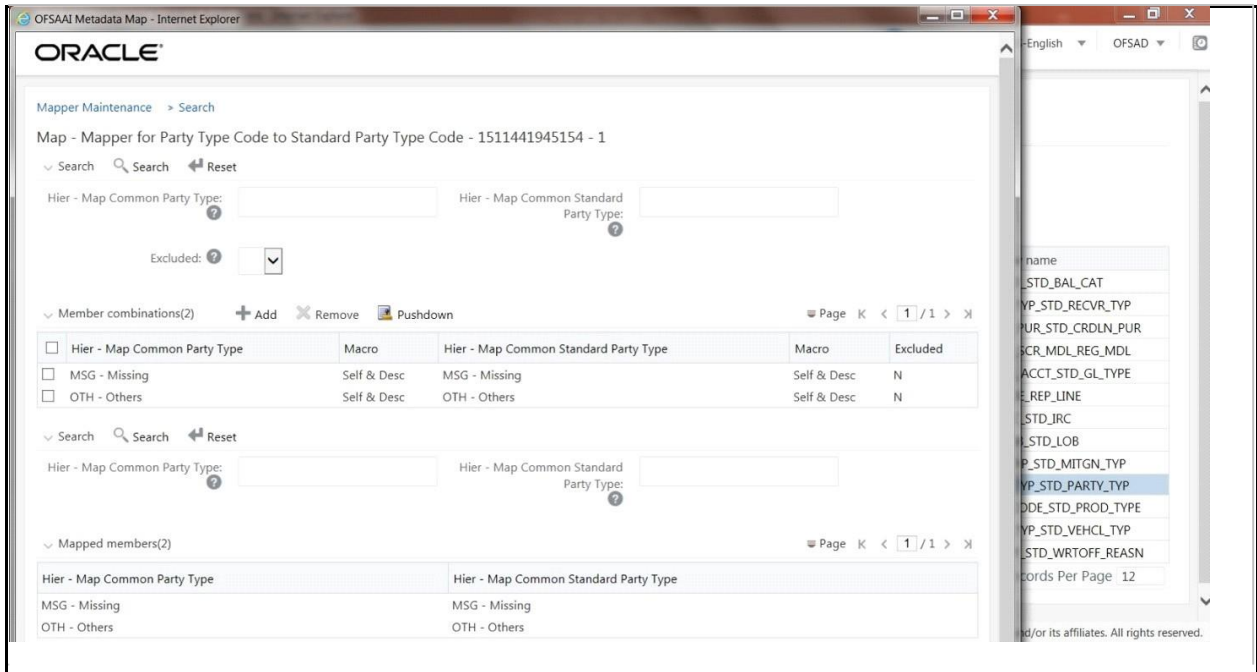 OFSAAI Metadata Map - Internet Explorer
ORACLE
-English OFSAD
Mapper Maintenance » Search
Map - Mapper for Party Type Code to Standard Party Type Code - 1511441945154 - 1
Search Search Reset
Hier - Map Common Party Type: Hier - Map Common Standard
Party Type:
Excluded:
Member combinations(2) Add Remove Pushdown Page 1 / 1
Hier - Map Common Party Type Macro Hier - Map Common Standard Party Type Macro Excluded
MSG - Missing Self & Desc MSG - Missing Self & Desc N
OTH - Others Self & Desc OTH - Others Self & Desc N
Search Search Reset
Hier - Map Common Party Type: Hier - Map Common Standard
Party Type:
Mapped members(2) Page 1 / 1
Hier - Map Common Party Type Hier - Map Common Standard Party Type
MSG - Missing MSG - Missing
OTH - Others OTH - Others
name
_STD_BAL_CAT
YP_STD_RECVR_TYP
PUR_STD_CRDLN_PUR
SCR_MDL_REG_MDL
ACCT_STD_GL_TYPE
E_REP_LINE
_STD_IRC
_STD_LOB
P_STD_MITGN_TYP
YP_STD_PARTY_TYP
ODE_STD_PROD_TYPE
YP_STD_VEHCL_TYP
_STD_WRTOFF_REASN
cords Per Page 12
nd/or its affiliates. All rights reserved.